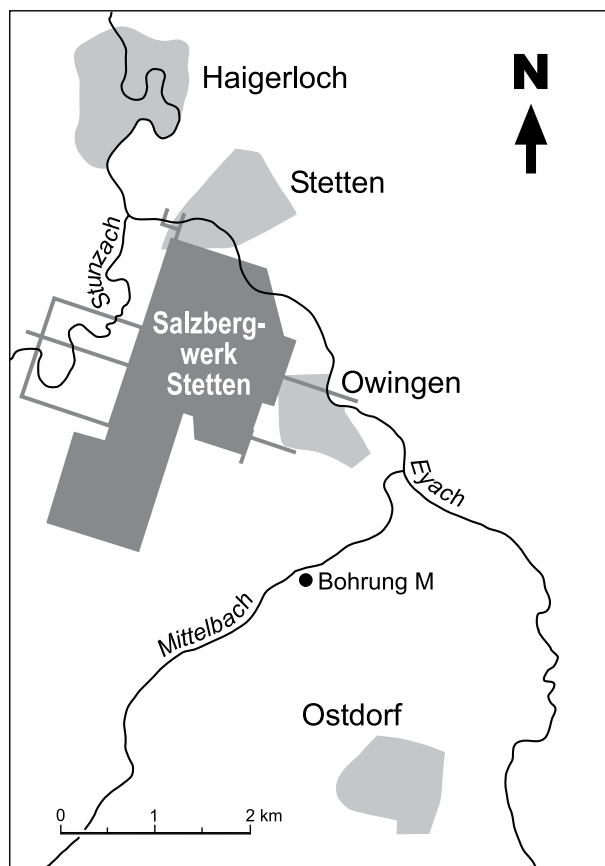 Haigerloch
N
Stetten
Stunzach
Salzberg-
werk
Stetten
Owingen
Eyach
Bohrung M
Mittelbach
Ostdorf
0 1 2 km